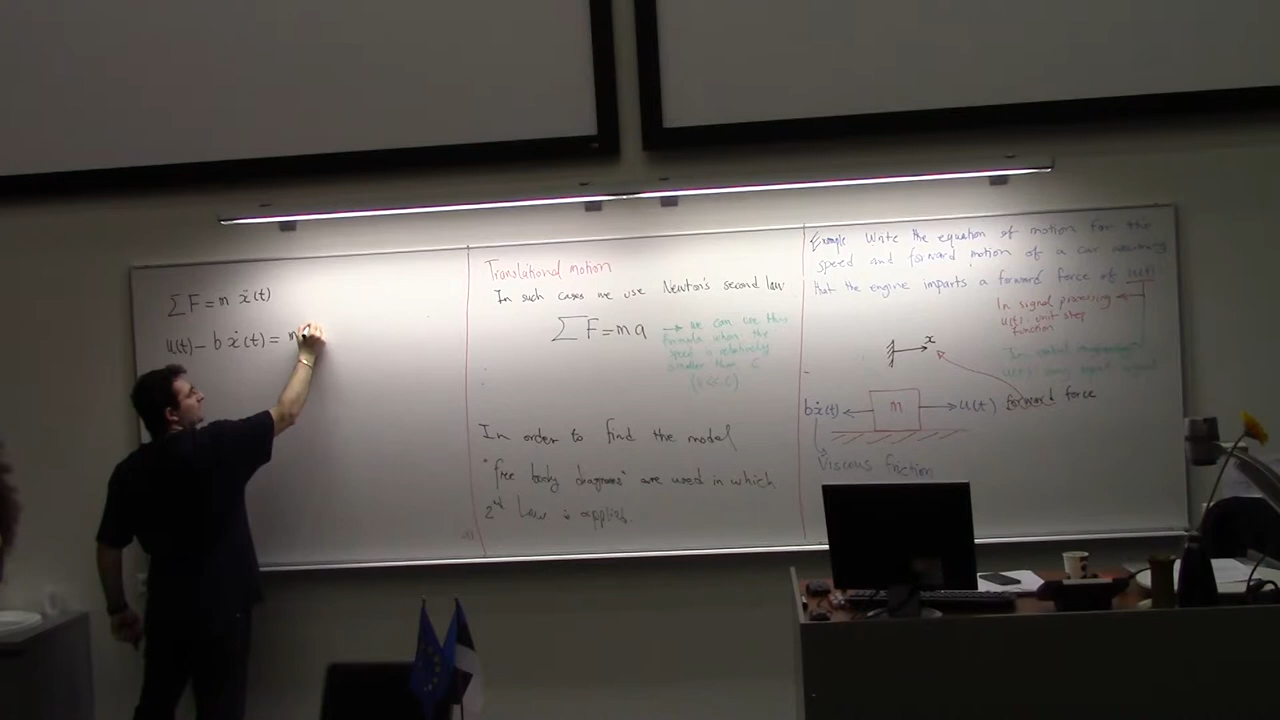 ∑F = m ẍ(t)
u(t) − b ẋ(t) = m
Translational motion
In such cases we use Newton's second law
∑F = ma
→ we can use this
formula when the
speed is relatively
smaller than C
(v << c)
In order to find the model
"free body diagrams" are used in which
2nd Law is applied.
Example Write the equation of motion for the
speed and forward motion of a car assuming
that the engine imparts a forward force of u(t).
In signal processing
u(t): unit step
function
In control
x
bẋ(t) ← m → u(t) forward force
Viscous friction